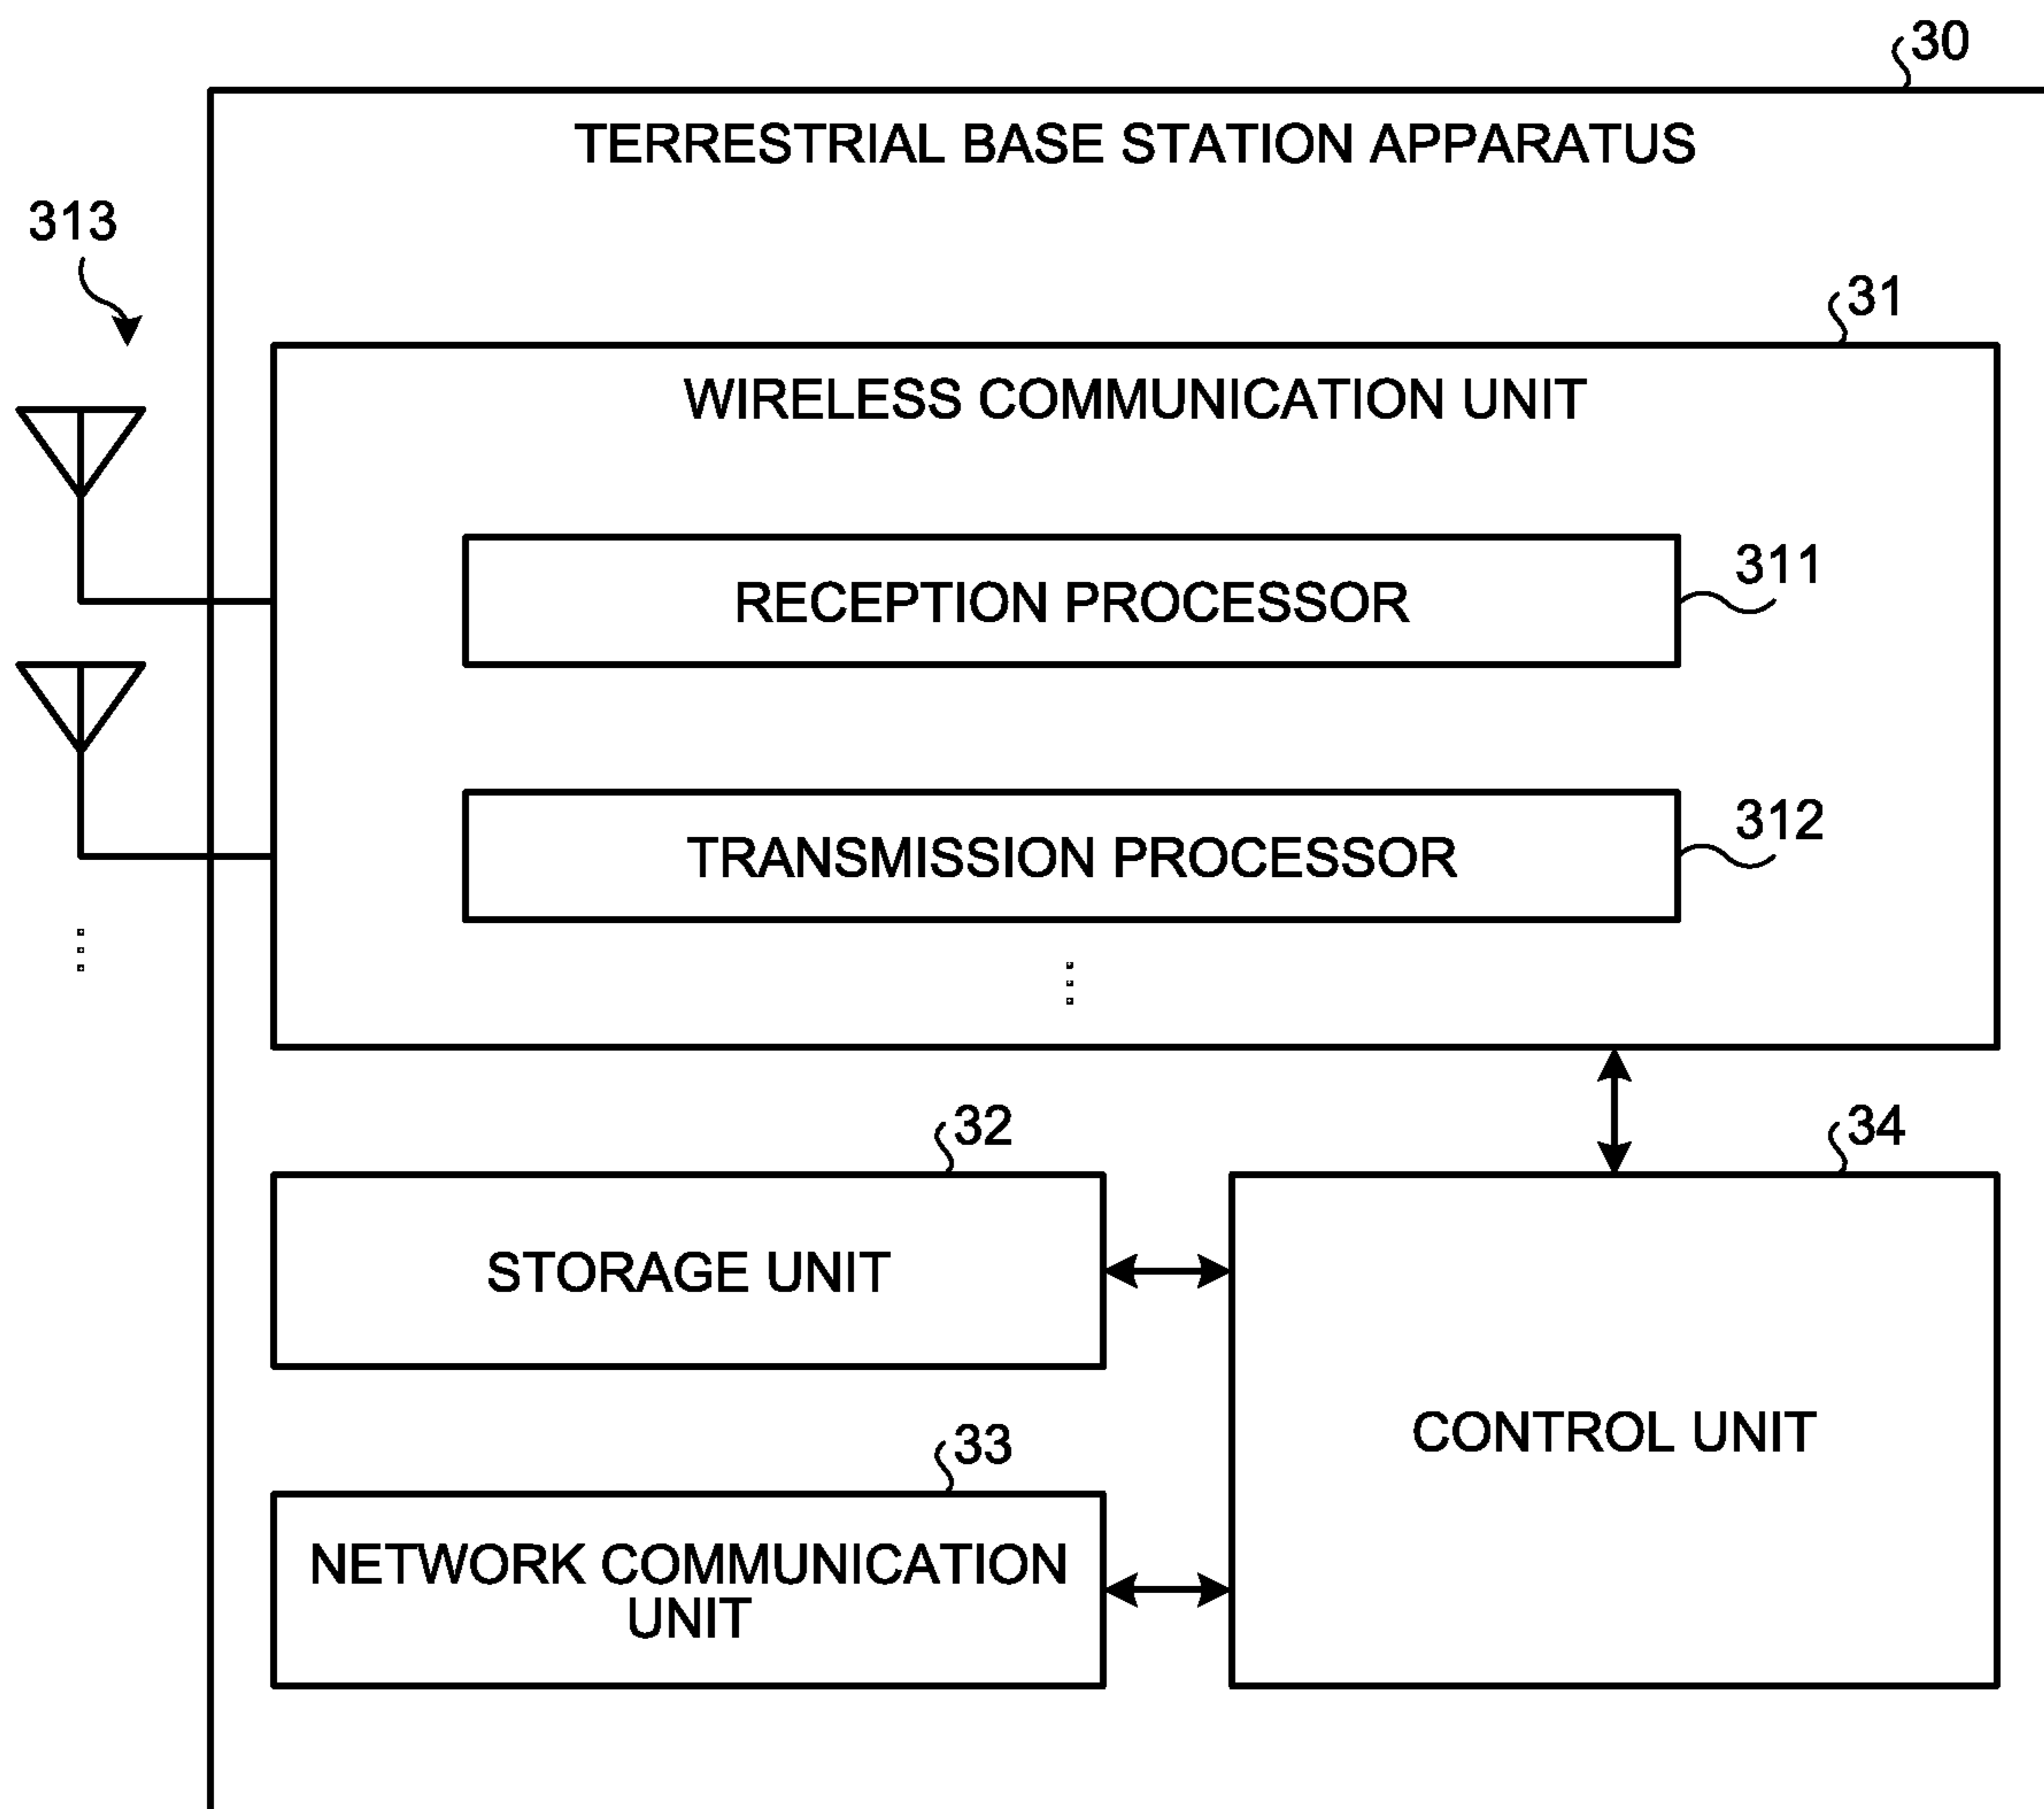 30
TERRESTRIAL BASE STATION APPARATUS
313
31
WIRELESS COMMUNICATION UNIT
311
RECEPTION PROCESSOR
312
TRANSMISSION PROCESSOR
32
34
STORAGE UNIT
CONTROL UNIT
33
NETWORK COMMUNICATION
UNIT